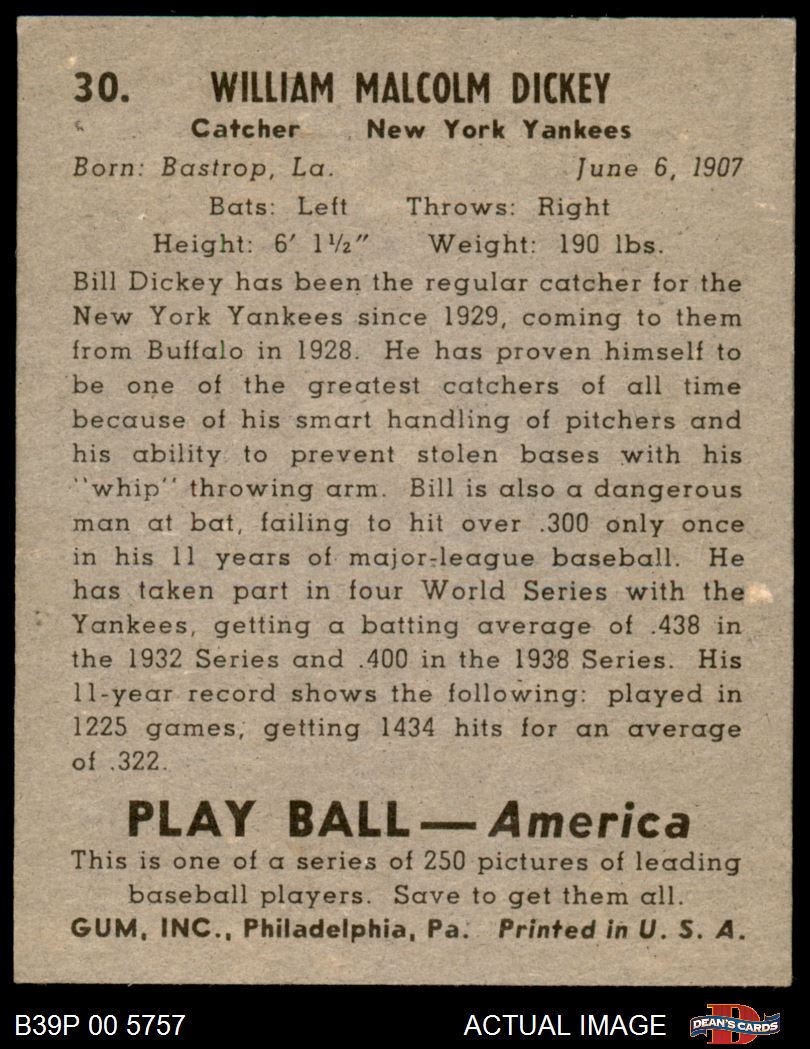 30. WILLIAM MALCOLM DICKEY
Catcher New York Yankees
Born: Bastrop, La. June 6, 1907
Bats: Left Throws: Right
Height: 6′ 1½″ Weight: 190 lbs.
Bill Dickey has been the regular catcher for the
New York Yankees since 1929, coming to them
from Buffalo in 1928. He has proven himself to
be one of the greatest catchers of all time
because of his smart handling of pitchers and
his ability to prevent stolen bases with his
"whip" throwing arm. Bill is also a dangerous
man at bat, failing to hit over .300 only once
in his 11 years of major-league baseball. He
has taken part in four World Series with the
Yankees, getting a batting average of .438 in
the 1932 Series and .400 in the 1938 Series. His
11-year record shows the following: played in
1225 games, getting 1434 hits for an average
of .322.
PLAY BALL — America
This is one of a series of 250 pictures of leading
baseball players. Save to get them all.
GUM, INC., Philadelphia, Pa. Printed in U. S. A.
B39P 00 5757 ACTUAL IMAGE D DEAN'S CARDS